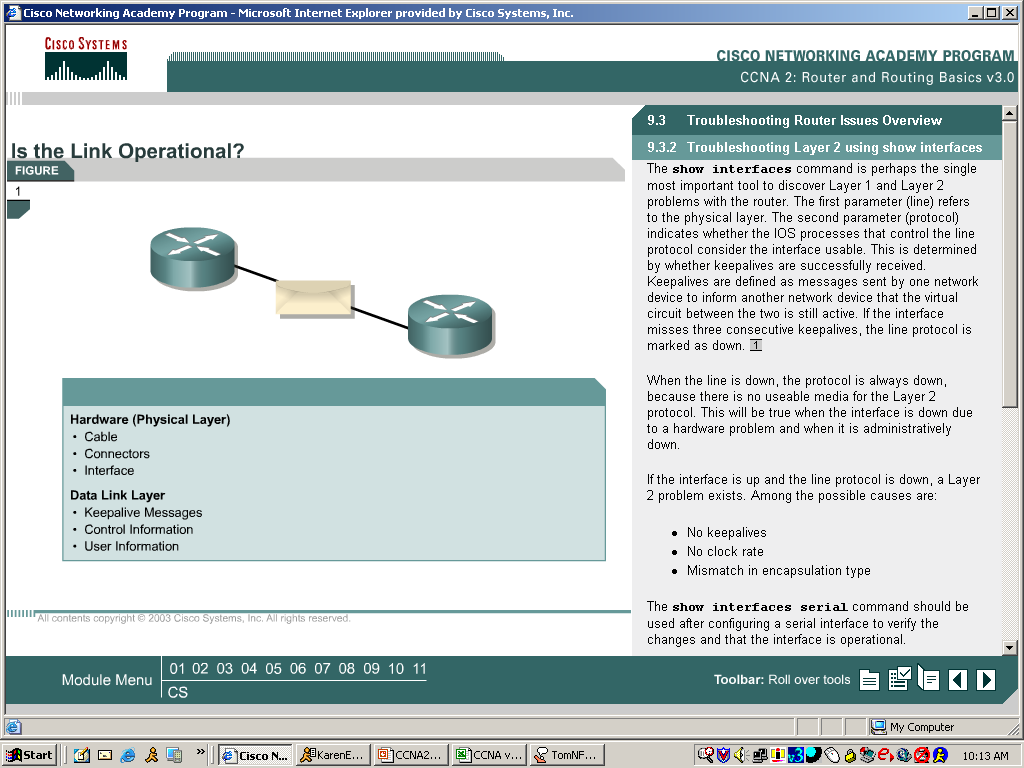 Cisco Networking Academy Program - Microsoft Internet Explorer provided by Cisco Systems, Inc.
CISCO SYSTEMS
CISCO NETWORKING ACADEMY PROGRAM
CCNA 2: Router and Routing Basics v3.0
Is the Link Operational?
FIGURE
1
Hardware (Physical Layer)
• Cable
• Connectors
• Interface
Data Link Layer
• Keepalive Messages
• Control Information
• User Information
All contents copyright © 2003 Cisco Systems, Inc. All rights reserved.
9.3 Troubleshooting Router Issues Overview
9.3.2 Troubleshooting Layer 2 using show interfaces
The show interfaces command is perhaps the single
most important tool to discover Layer 1 and Layer 2
problems with the router. The first parameter (line) refers
to the physical layer. The second parameter (protocol)
indicates whether the IOS processes that control the line
protocol consider the interface usable. This is determined
by whether keepalives are successfully received.
Keepalives are defined as messages sent by one network
device to inform another network device that the virtual
circuit between the two is still active. If the interface
misses three consecutive keepalives, the line protocol is
marked as down. 1
When the line is down, the protocol is always down,
because there is no useable media for the Layer 2
protocol. This will be true when the interface is down due
to a hardware problem and when it is administratively
down.
If the interface is up and the line protocol is down, a Layer
2 problem exists. Among the possible causes are:
• No keepalives
• No clock rate
• Mismatch in encapsulation type
The show interfaces serial command should be
used after configuring a serial interface to verify the
changes and that the interface is operational.
Module Menu
01 02 03 04 05 06 07 08 09 10 11
CS
Toolbar: Roll over tools
My Computer
Start
»
Cisco N...
KarenE...
CCNA2...
CCNA v...
TomNF...
10:13 AM